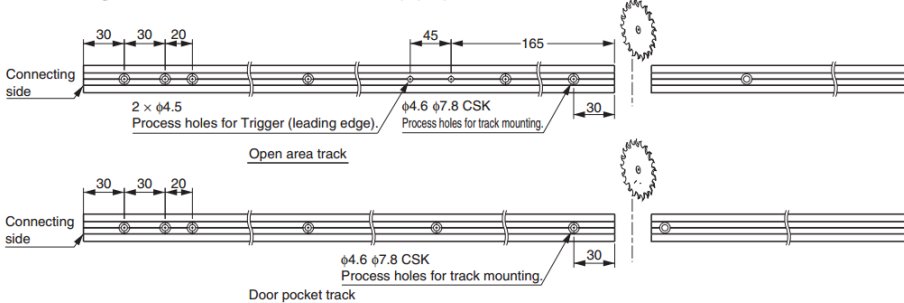 30 30 20 45 165
Connecting
side
2 × φ4.5
Process holes for Trigger (leading edge).
φ4.6 φ7.8 CSK
Process holes for track mounting.
30
Open area track
30 30 20
Connecting
side
φ4.6 φ7.8 CSK
Process holes for track mounting.
30
Door pocket track